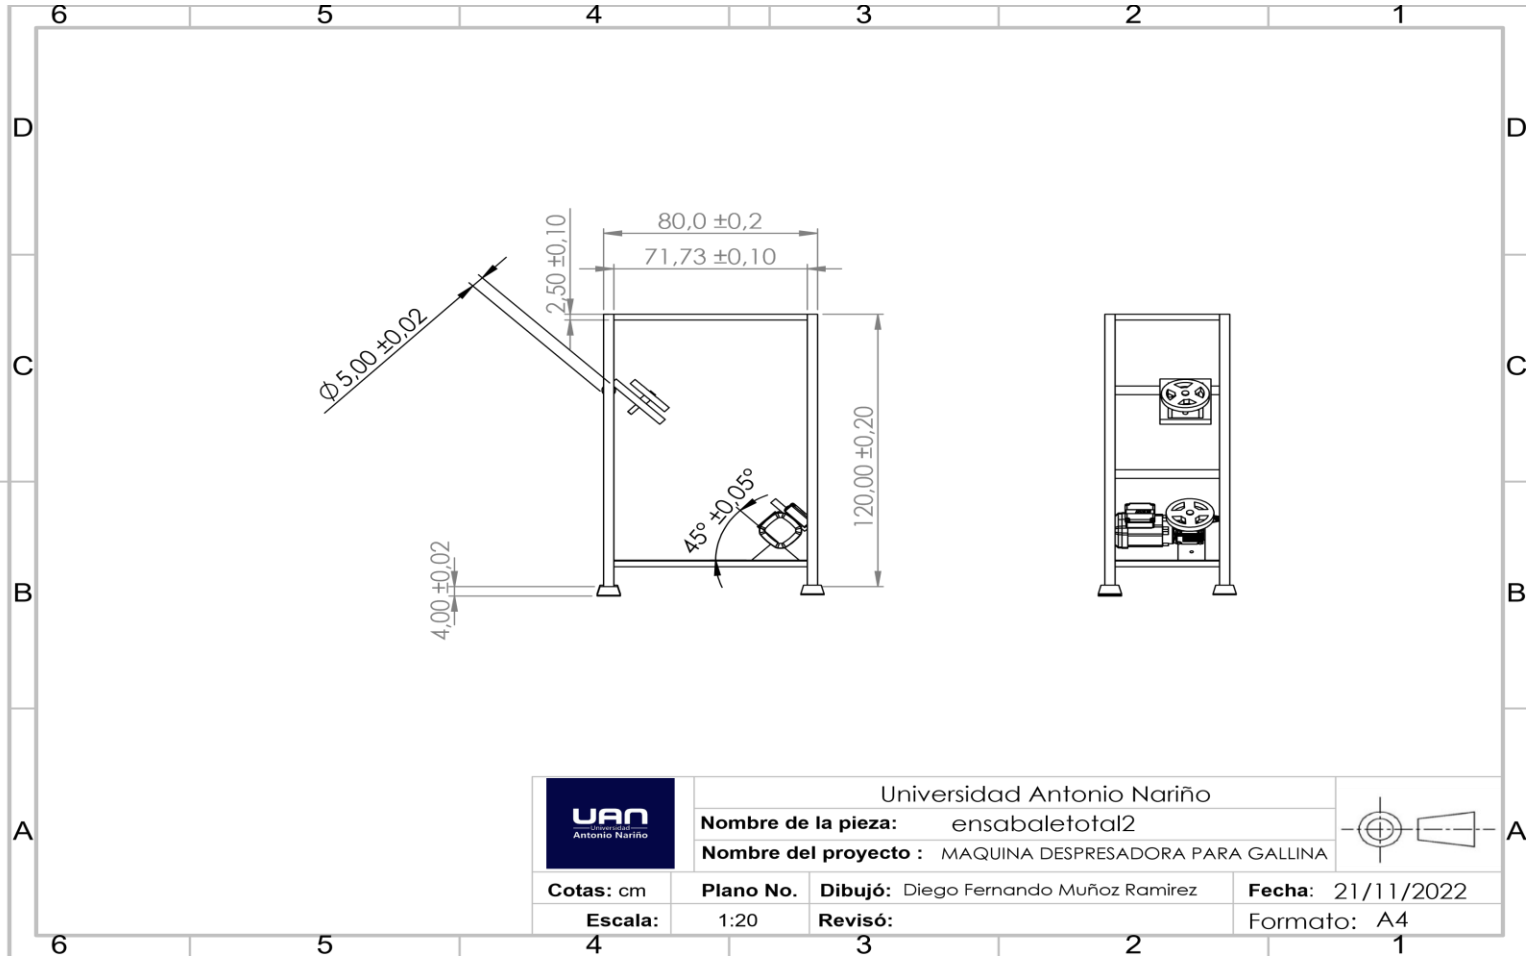 6 5 4 3 2 1
D D
80,0 ±0,2
71,73 ±0,10
2,50 ±0,10
∅5,00 ±0,02
C C
120,00 ±0,20
45° ±0,05°
4,00 ±0,02
B B
UAN
Universidad
Antonio Nariño
Universidad Antonio Nariño
Nombre de la pieza: ensabaletotal2
Nombre del proyecto : MAQUINA DESPRESADORA PARA GALLINA
A A
Cotas: cm Plano No. Dibujó: Diego Fernando Muñoz Ramirez Fecha: 21/11/2022
Escala: 1:20 Revisó: Formato: A4
6 5 4 3 2 1